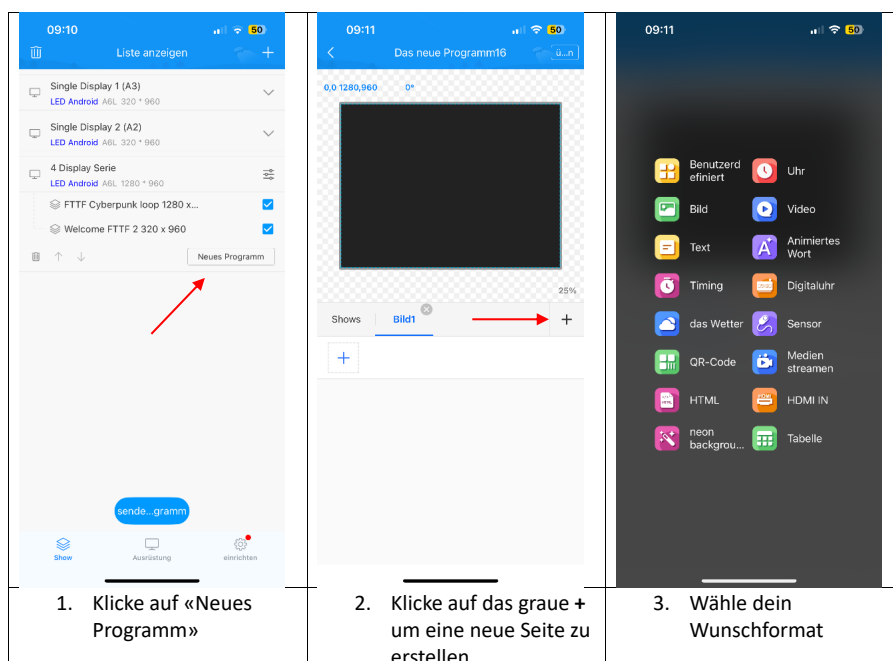 09:10
50
Liste anzeigen
Single Display 1 (A3)
LED Android A6L 320 * 960
Single Display 2 (A2)
LED Android A6L 320 * 960
4 Display Serie
LED Android A6L 1280 * 960
FTTF Cyberpunk loop 1280 x...
Welcome FTTF 2 320 x 960
Neues Programm
sende...gramm
Show
Ausrüstung
einrichten
1. Klicke auf «Neues
Programm»
09:11
50
Das neue Programm16
ü...n
0,0 1280,960 0°
25%
Shows
Bild1
+
+
2. Klicke auf das graue +
um eine neue Seite zu
erstellen
09:11
50
Benutzerd
efiniert
Uhr
Bild
Video
Text
Animiertes
Wort
Timing
Digitaluhr
das Wetter
Sensor
QR-Code
Medien
streamen
HTML
HDMI IN
neon
backgrou...
Tabelle
3. Wähle dein
Wunschformat